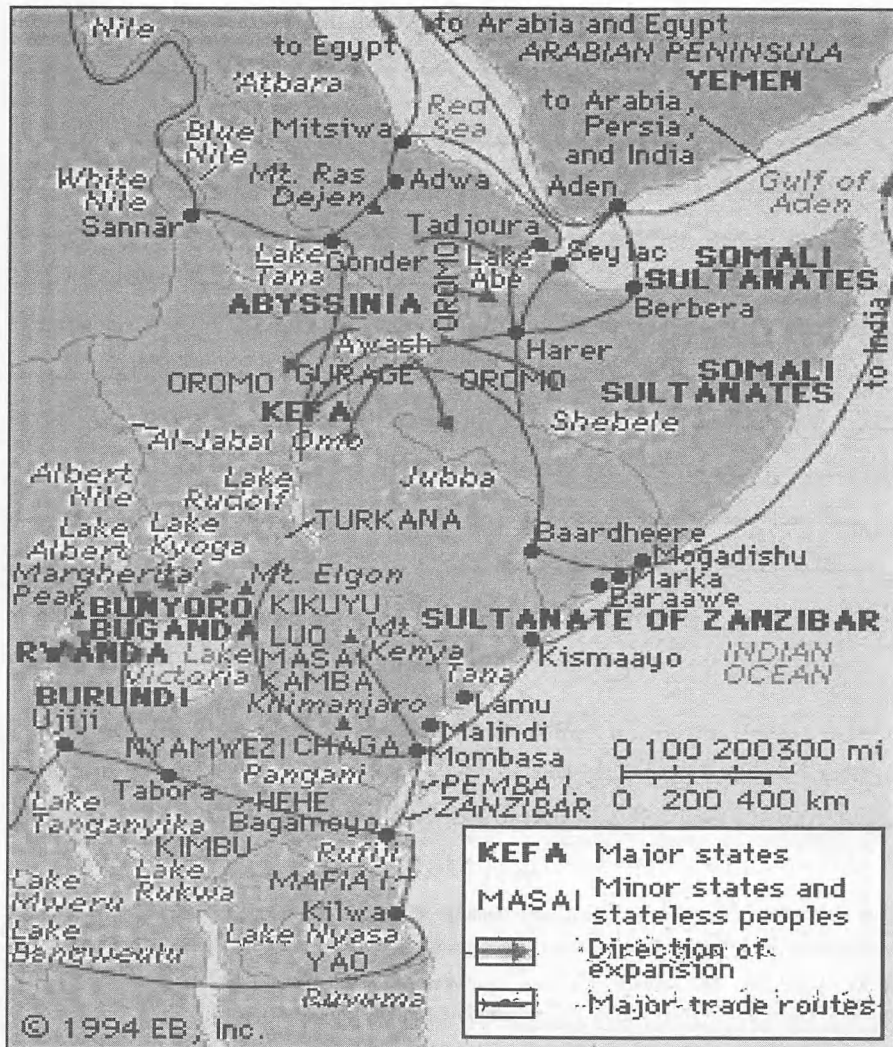 Nile
to Egypt
to Arabia and Egypt
ARABIAN PENINSULA
YEMEN
'Atbara
Red
Sea
to Arabia,
Persia,
and India
Blue
Nile
Mitsiwa
Mt. Ras
Dejen
Adwa
Aden
Gulf of
Aden
White
Nile
Sannār
Tadjoura
Lake
Tana
Gonder
OROMO
Lake
Abe
Seylac
SOMALI
SULTANATES
ABYSSINIA
Berbera
Awash
Harer
to India
OROMO
GURAGE
OROMO
SOMALI
SULTANATES
KEFA
Shebele
Al-Jabal
Omo
Albert
Nile
Lake
Rudolf
Jubba
Lake
Albert
Lake
Kyoga
TURKANA
Baardheere
Mogadishu
Marka
Baraawe
Margherita
Peak
Mt. Elgon
BUNYORO
KIKUYU
SULTANATE OF ZANZIBAR
BUGANDA
LUO
Mt.
Kenya
RWANDA
Lake
Victoria
MASAI
Kismaayo
INDIAN
OCEAN
KAMBA
Tana
BURUNDI
Kilimanjaro
Lamu
Ujiji
Malindi
NYAMWEZI
CHAGA
Mombasa
0 100 200 300 mi
0 200 400 km
Pangani
PEMBA I.
ZANZIBAR
Tabora
HEHE
Lake
Tanganyika
Bagamoyo
KIMBU
Rufiji
Lake
Rukwa
MAFIA I.
Lake
Mweru
Kilwa
Lake
Bangweulu
Lake Nyasa
YAO
Ruvuma
KEFA Major states
MASAI Minor states and
stateless peoples
Direction of
expansion
Major trade routes
© 1994 EB, Inc.